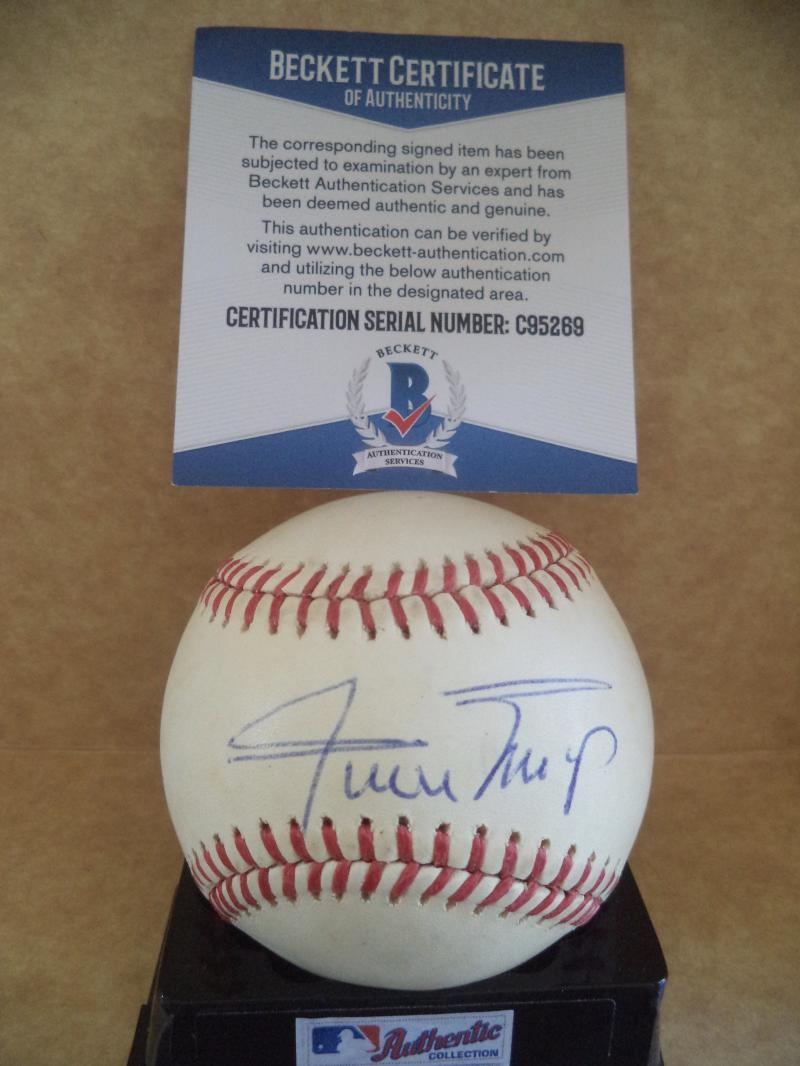 BECKETT CERTIFICATE
OF AUTHENTICITY
The corresponding signed item has been
subjected to examination by an expert from
Beckett Authentication Services and has
been deemed authentic and genuine.
This authentication can be verified by
visiting www.beckett-authentication.com
and utilizing the below authentication
number in the designated area.
CERTIFICATION SERIAL NUMBER: C95269
BECKETT
B
AUTHENTICATION
SERVICES
Willie Mays
Authentic
COLLECTION